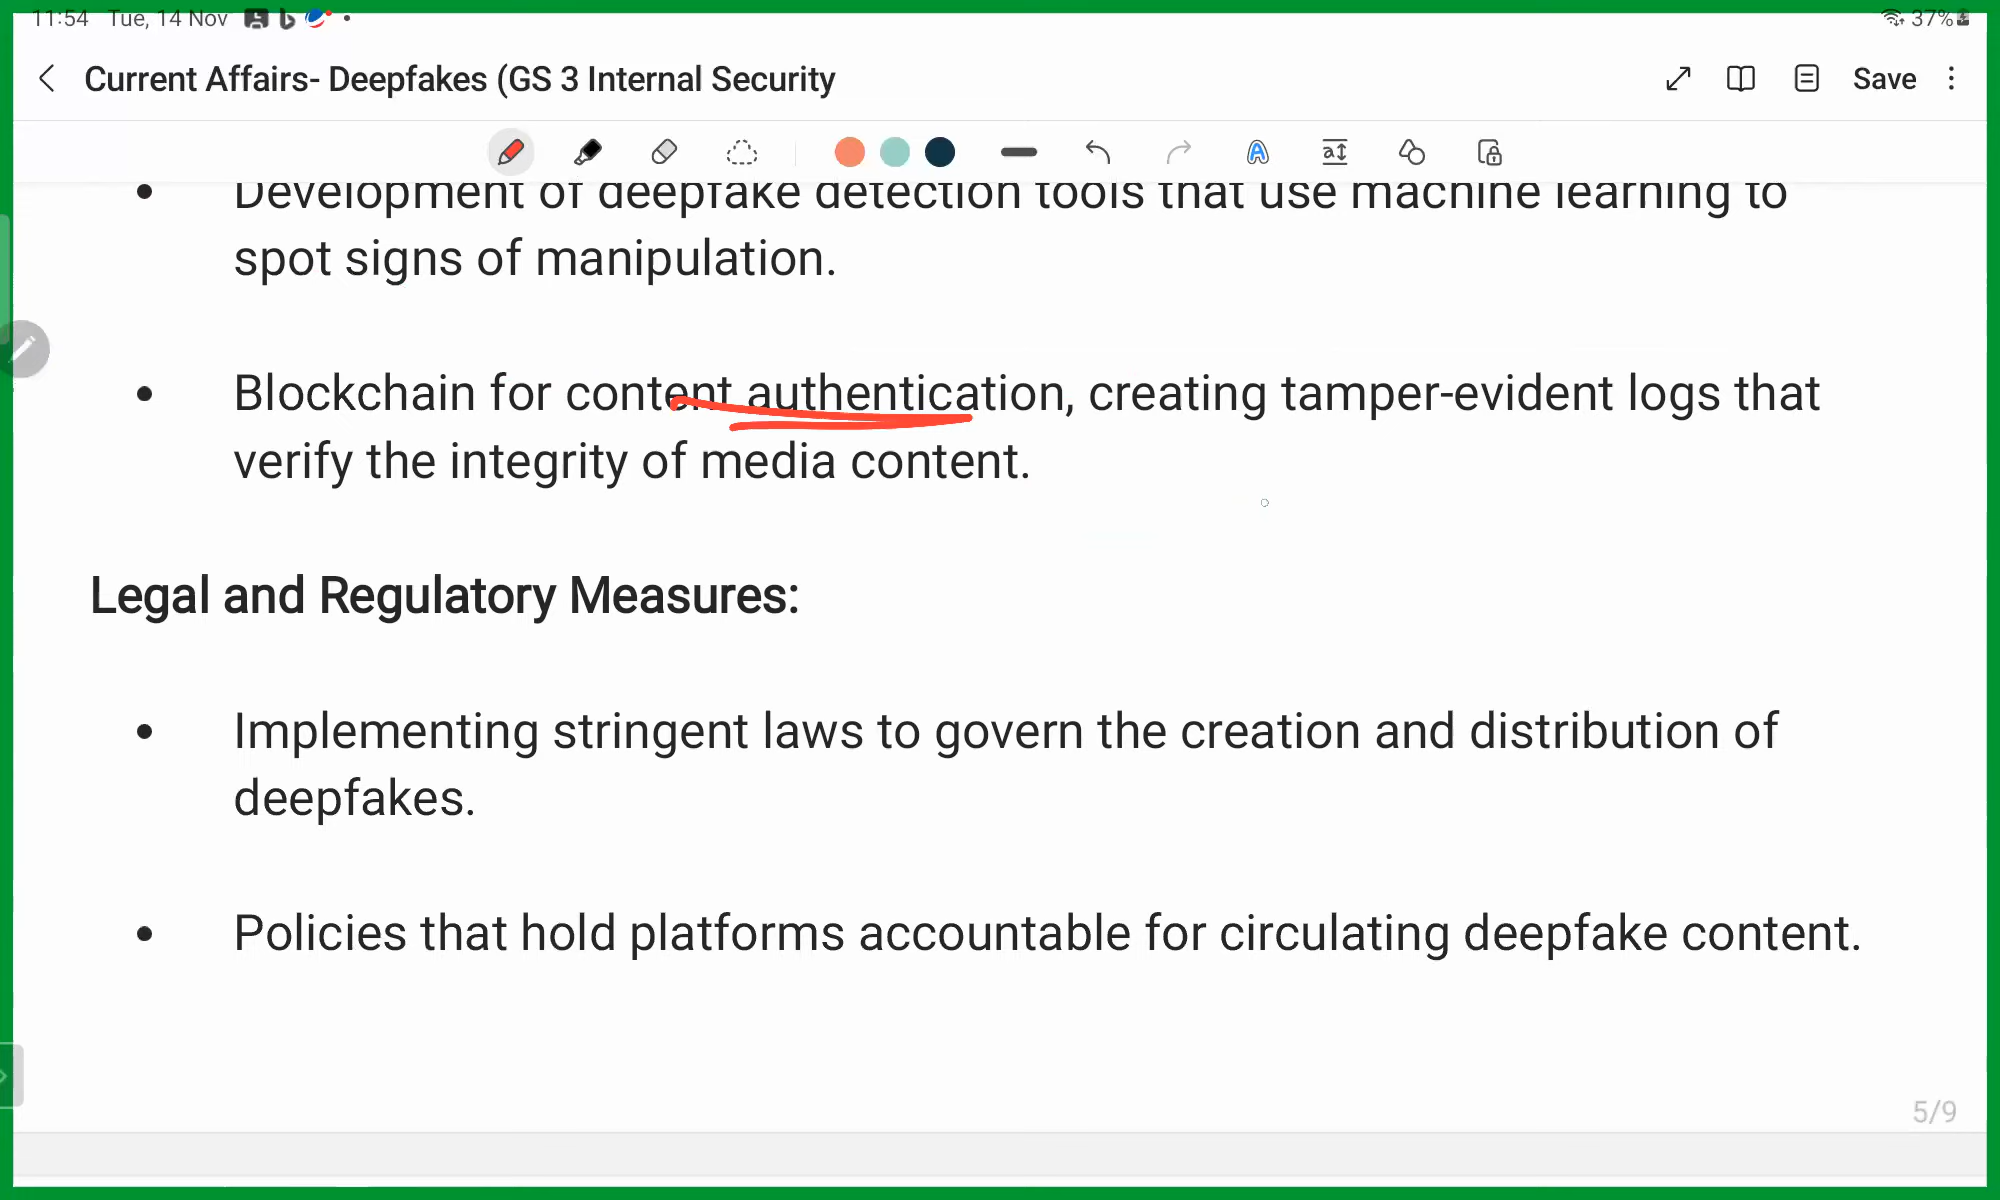 11:54 Tue, 14 Nov 37%
Current Affairs- Deepfakes (GS 3 Internal Security
Save
Development of deepfake detection tools that use machine learning to
spot signs of manipulation.
Blockchain for content authentication, creating tamper-evident logs that
verify the integrity of media content.
Legal and Regulatory Measures:
Implementing stringent laws to govern the creation and distribution of
deepfakes.
Policies that hold platforms accountable for circulating deepfake content.
5/9